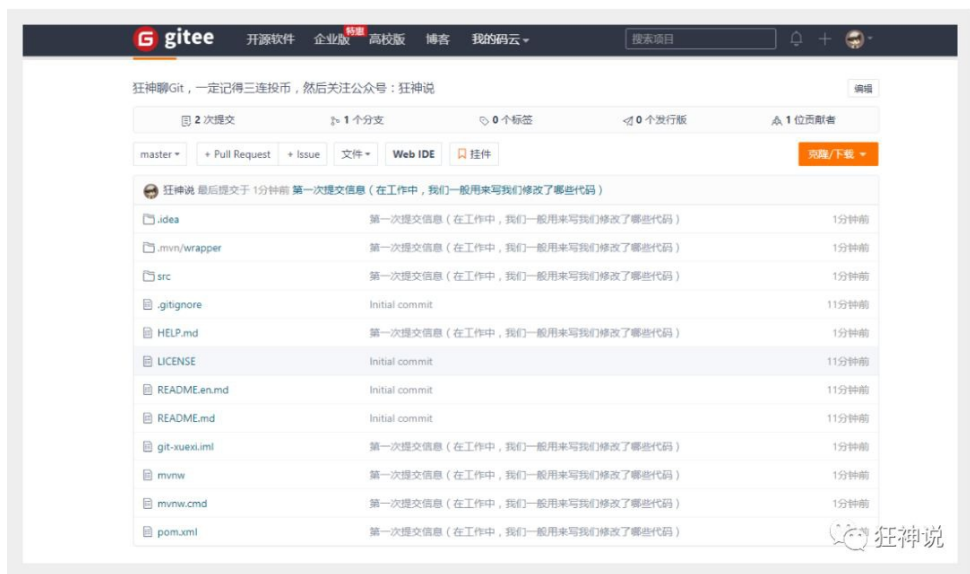 gitee 开源软件 企业版 特惠 高校版 博客 我的码云 搜索项目
狂神聊Git，一定记得三连投币，然后关注公众号：狂神说 编辑
2 次提交 1 个分支 0 个标签 0 个发行版 1 位贡献者
master + Pull Request + Issue 文件 Web IDE 挂件 克隆/下载
狂神说 最后提交于 1分钟前 第一次提交信息（在工作中，我们一般用来写我们修改了哪些代码）
.idea 第一次提交信息（在工作中，我们一般用来写我们修改了哪些代码） 1分钟前
.mvn/wrapper 第一次提交信息（在工作中，我们一般用来写我们修改了哪些代码） 1分钟前
src 第一次提交信息（在工作中，我们一般用来写我们修改了哪些代码） 1分钟前
.gitignore Initial commit 11分钟前
HELP.md 第一次提交信息（在工作中，我们一般用来写我们修改了哪些代码） 1分钟前
LICENSE Initial commit 11分钟前
README.en.md Initial commit 11分钟前
README.md Initial commit 11分钟前
git-xuexi.iml 第一次提交信息（在工作中，我们一般用来写我们修改了哪些代码） 1分钟前
mvnw 第一次提交信息（在工作中，我们一般用来写我们修改了哪些代码） 1分钟前
mvnw.cmd 第一次提交信息（在工作中，我们一般用来写我们修改了哪些代码） 1分钟前
pom.xml 第一次提交信息（在工作中，我们一般用来写我们修改了哪些代码）
狂神说